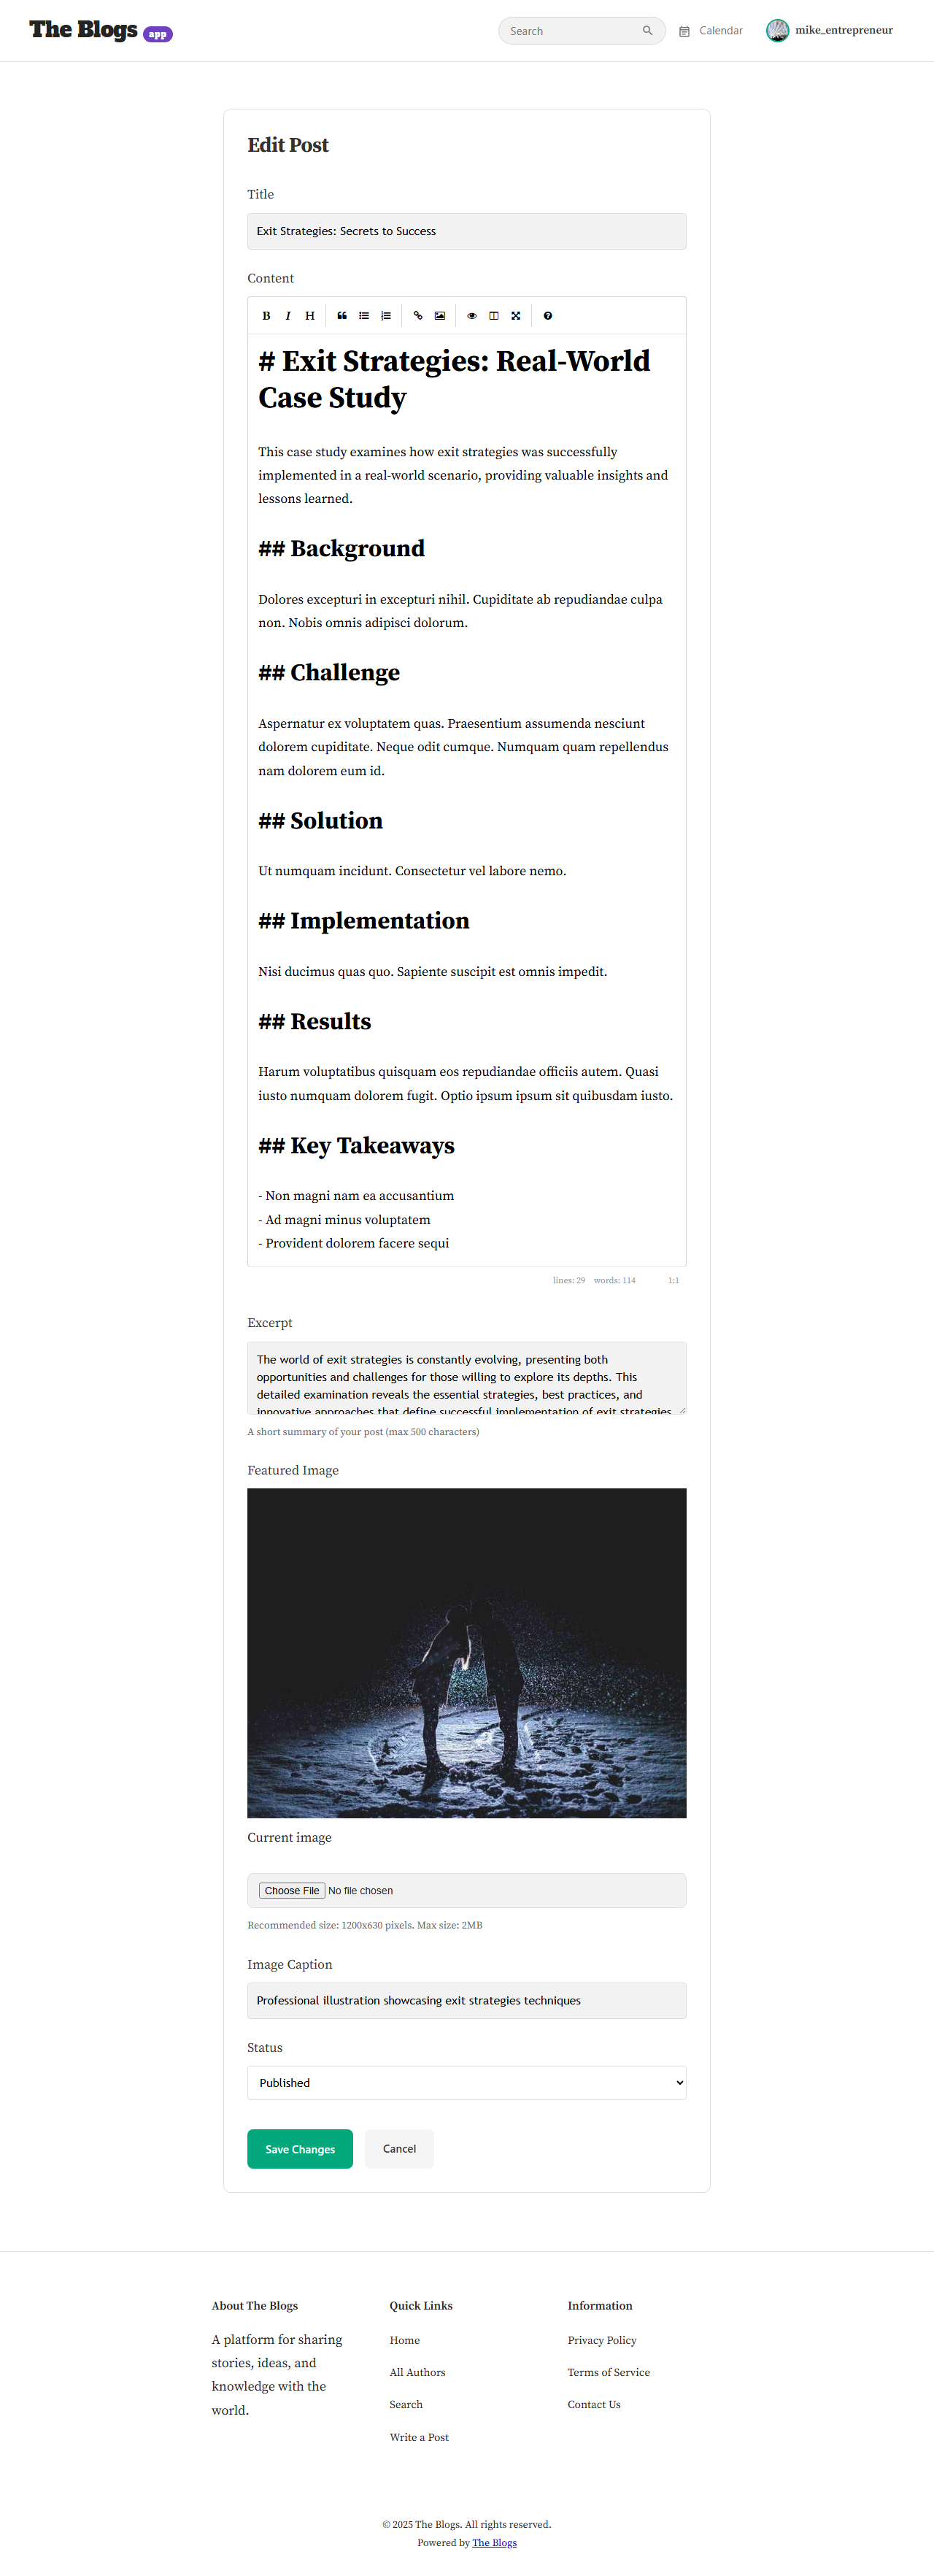 The Blogs app
Search
Calendar
mike_entrepreneur
Edit Post
Title
Exit Strategies: Secrets to Success
Content
B I H
# Exit Strategies: Real-World
Case Study
This case study examines how exit strategies was successfully
implemented in a real-world scenario, providing valuable insights and
lessons learned.
## Background
Dolores excepturi in excepturi nihil. Cupiditate ab repudiandae culpa
non. Nobis omnis adipisci dolorum.
## Challenge
Aspernatur ex voluptatem quas. Praesentium assumenda nesciunt
dolorem cupiditate. Neque odit cumque. Numquam quam repellendus
nam dolorem eum id.
## Solution
Ut numquam incidunt. Consectetur vel labore nemo.
## Implementation
Nisi ducimus quas quo. Sapiente suscipit est omnis impedit.
## Results
Harum voluptatibus quisquam eos repudiandae officiis autem. Quasi
iusto numquam dolorem fugit. Optio ipsum ipsum sit quibusdam iusto.
## Key Takeaways
- Non magni nam ea accusantium
- Ad magni minus voluptatem
- Provident dolorem facere sequi
lines: 29 words: 114 1:1
Excerpt
The world of exit strategies is constantly evolving, presenting both
opportunities and challenges for those willing to explore its depths. This
detailed examination reveals the essential strategies, best practices, and
innovative approaches that define successful implementation of exit strategies
A short summary of your post (max 500 characters)
Featured Image
Current image
Choose File No file chosen
Recommended size: 1200x630 pixels. Max size: 2MB
Image Caption
Professional illustration showcasing exit strategies techniques
Status
Published
Save Changes
Cancel
About The Blogs
A platform for sharing
stories, ideas, and
knowledge with the
world.
Quick Links
Home
All Authors
Search
Write a Post
Information
Privacy Policy
Terms of Service
Contact Us
© 2025 The Blogs. All rights reserved.
Powered by The Blogs